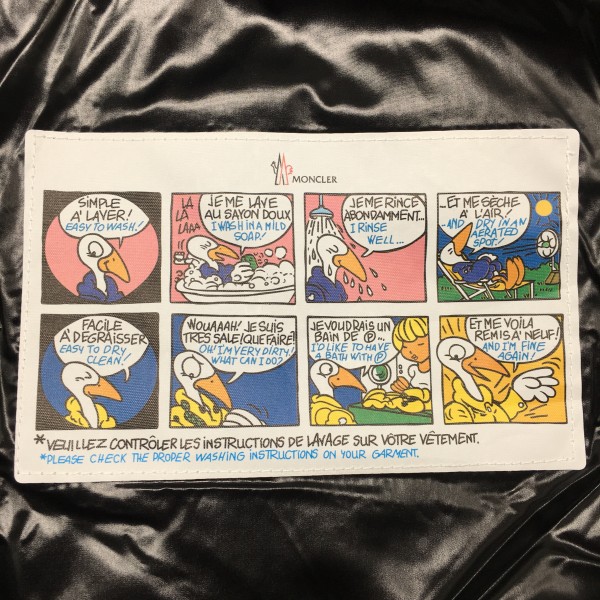 MONCLER
SIMPLE
A' LAVER!
EASY TO WASH!
LA
LA
LAAA
JE ME LAVE
AU SAVON DOUX
I WASH IN A MILD
SOAP!
JE ME RINCE
ABONDAMMENT...
I RINSE
WELL...
...ET ME SÈCHE
À L'AIR!
...AND I DRY IN AN
AERATED
SPOT!
FACILE
A' DÉGRAISSER
EASY TO DRY
CLEAN!
WOUAAAH! JE SUIS
TRES SALE! QUE FAIRE!
OH! I'M VERY DIRTY!
WHAT CAN I DO?
JE VOUDRAIS UN
BAIN DE Ⓟ...
I'D LIKE TO HAVE
A BATH WITH Ⓟ
ET ME VOILA
REMIS A' NEUF!
AND I'M FINE
AGAIN!
*VEUILLEZ CONTRÔLER LES INSTRUCTIONS DE LAVAGE SUR VÔTRE VÊTEMENT.
*PLEASE CHECK THE PROPER WASHING INSTRUCTIONS ON YOUR GARMENT.